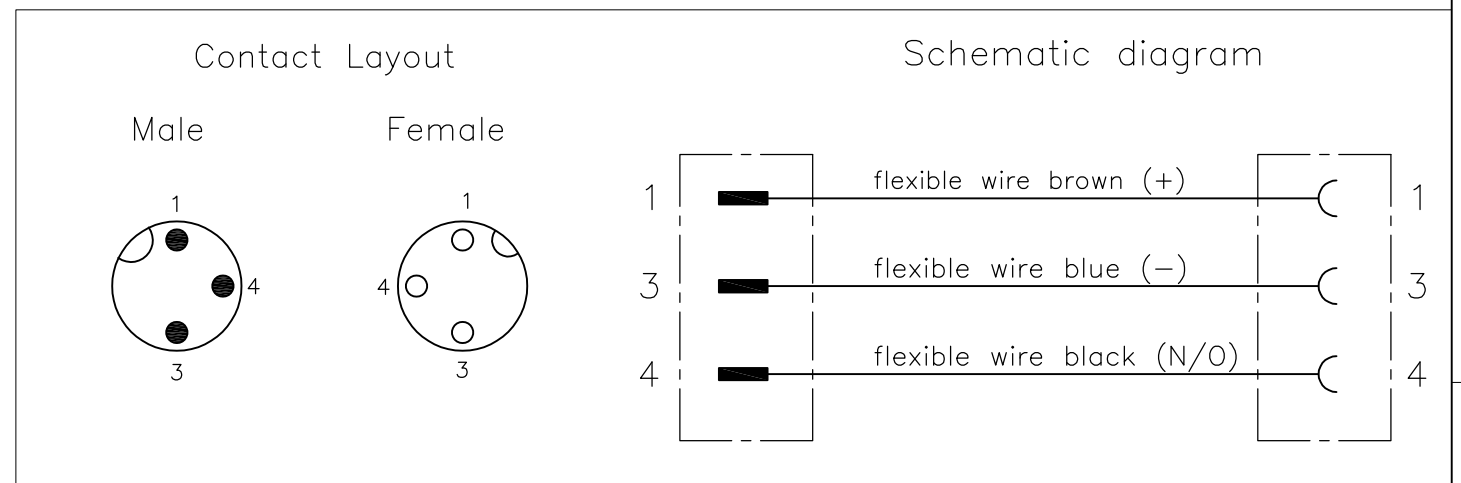 Contact Layout
Schematic diagram
Male
Female
1
4
3
1
4
3
1 flexible wire brown (+) 1
3 flexible wire blue (-) 3
4 flexible wire black (N/O) 4